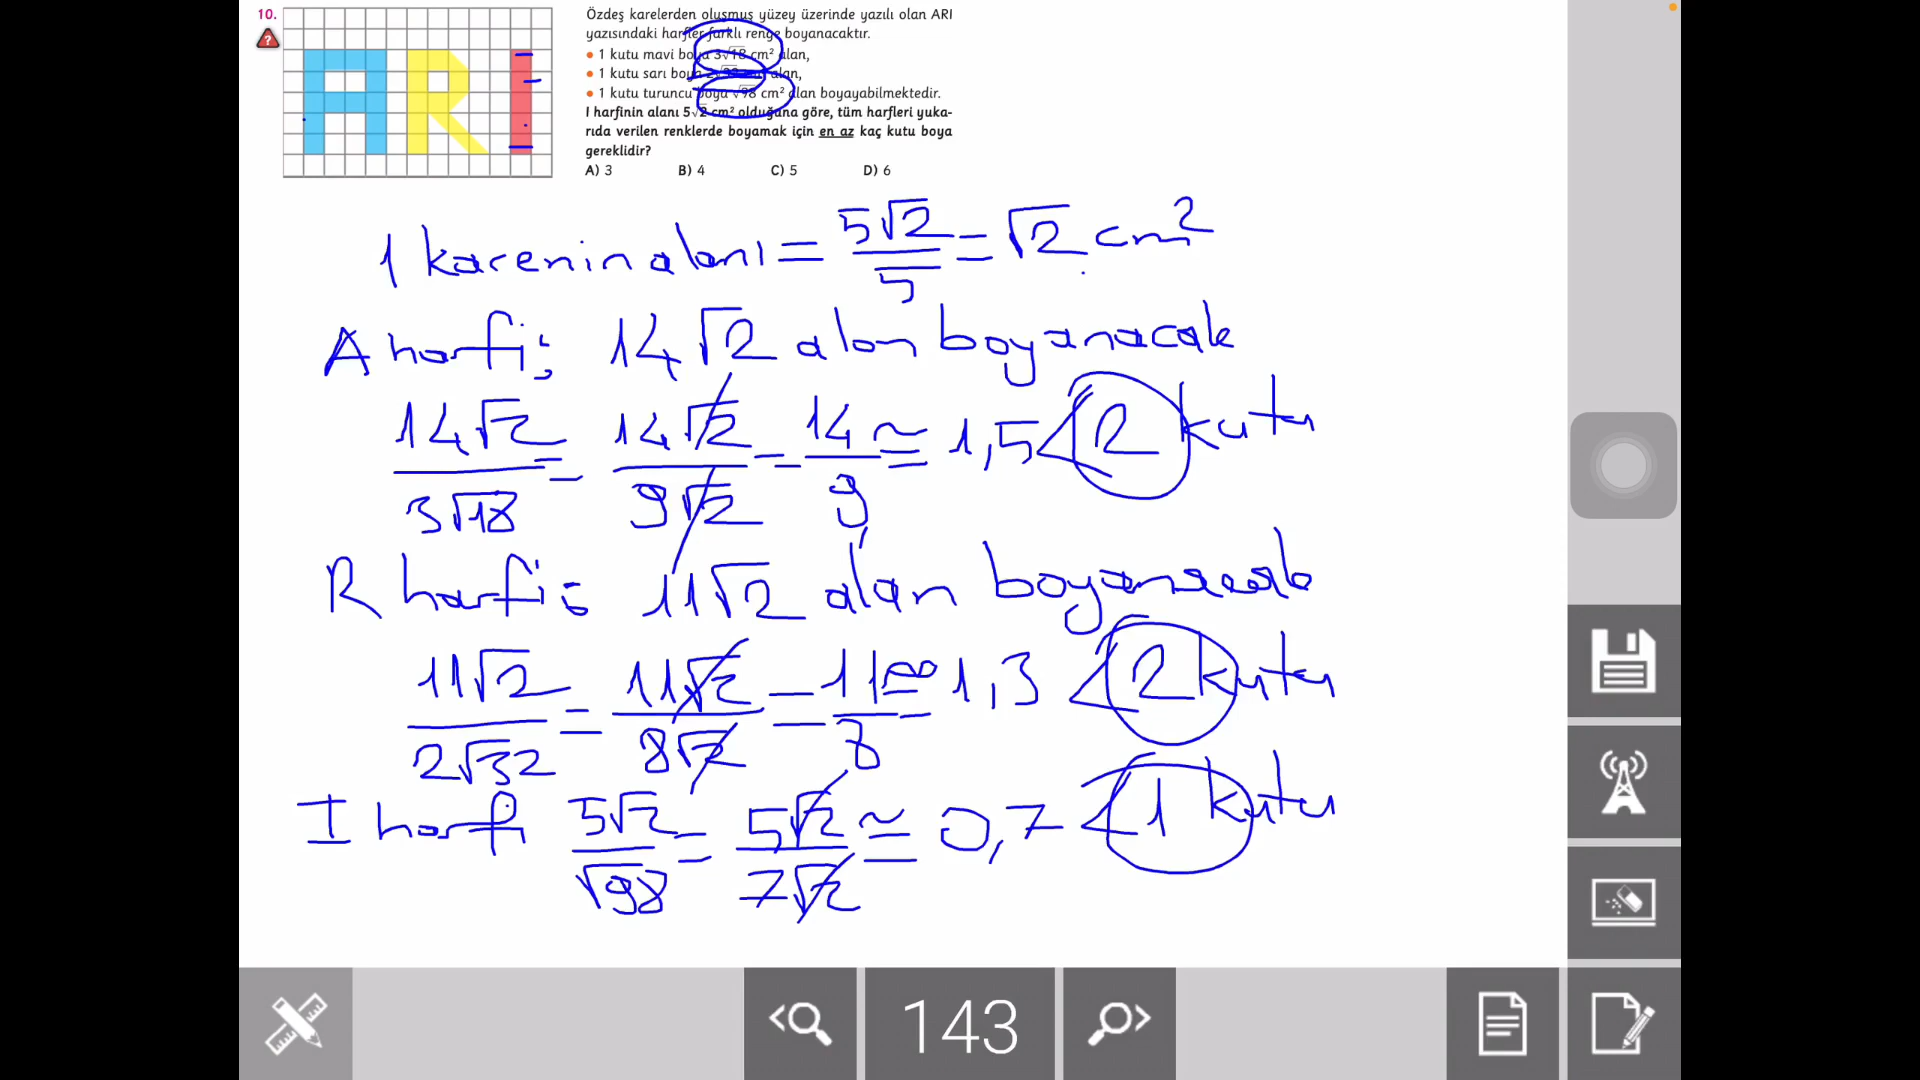 10.
Özdeş karelerden oluşmuş yüzey üzerinde yazılı olan ARI
yazısındaki harfler farklı renge boyanacaktır.
• 1 kutu mavi boya 3√18 cm² alan,
• 1 kutu sarı boya 2√32 cm² alan,
• 1 kutu turuncu boya √98 cm² alan boyayabilmektedir.
I harfinin alanı 5√2 cm² olduğuna göre, tüm harfleri yuka-
rıda verilen renklerde boyamak için en az kaç kutu boya
gereklidir?
A) 3 B) 4 C) 5 D) 6
ARI
1 karenin alanı = 5√2/5 = √2 cm²
A harfi; 14√2 alan boyanacak
14√2/3√18 = 14√2/9√2 = 14/9 ≅ 1,5 < 2 kutu
R harfi: 11√2 alan boyanacak
11√2/2√32 = 11√2/8√2 = 11/8 ≅ 1,3 < 2 kutu
I harfi 5√2/√98 = 5√2/7√2 ≅ 0,7 < 1 kutu
143